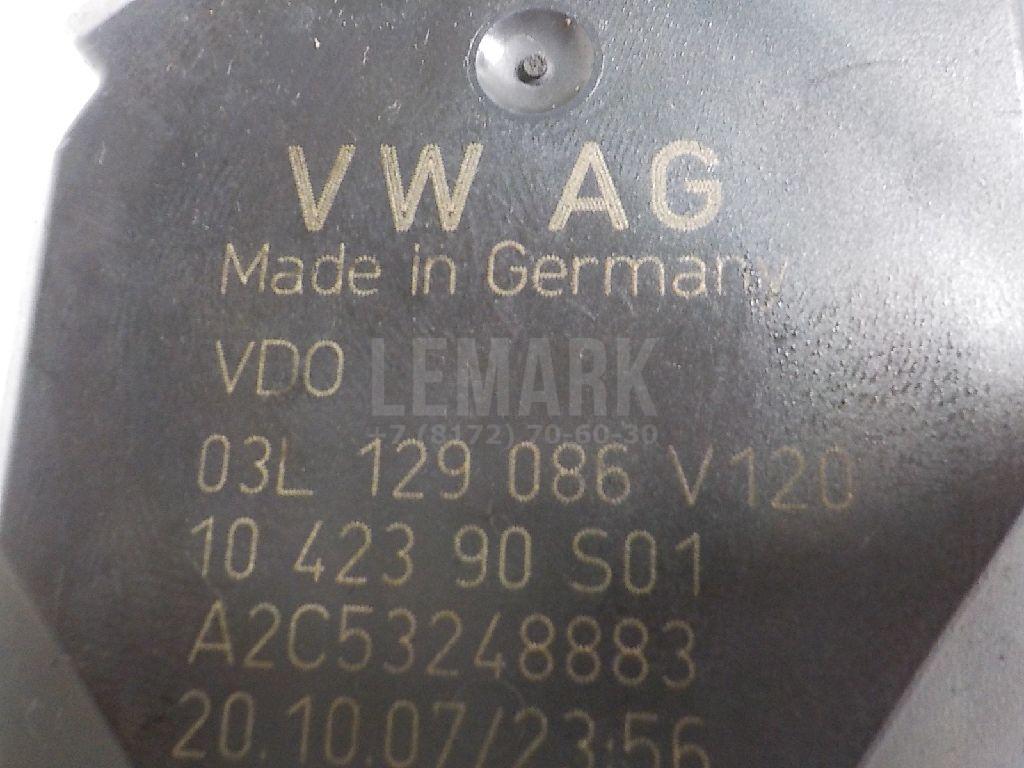 VW AG
Made in Germany
VDO
LEMARK
+7 (8172) 70-60-30
03L 129 086 V120
10 423 90 S01
A2C53248883
20.10.07/23:56